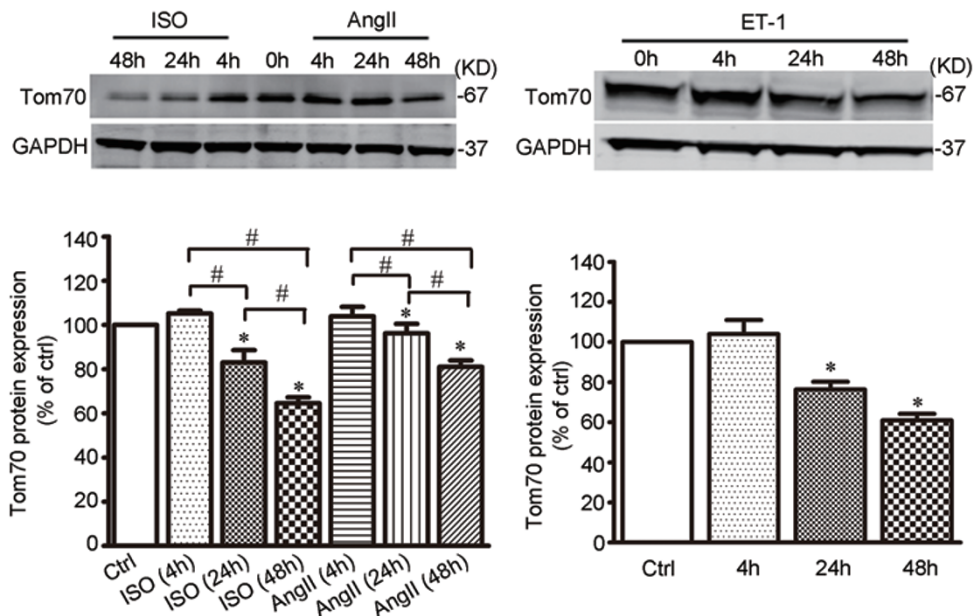 ISO AngII
48h 24h 4h 0h 4h 24h 48h (KD)
Tom70 -67
GAPDH -37
ET-1
0h 4h 24h 48h (KD)
Tom70 -67
GAPDH -37
Tom70 protein expression
(% of ctrl)
140
120
100
80
60
40
20
0
# # # # # #
* * * *
Ctrl
ISO (4h)
ISO (24h)
ISO (48h)
AngII (4h)
AngII (24h)
AngII (48h)
Tom70 protein expression
(% of ctrl)
140
120
100
80
60
40
20
0
* *
Ctrl 4h 24h 48h